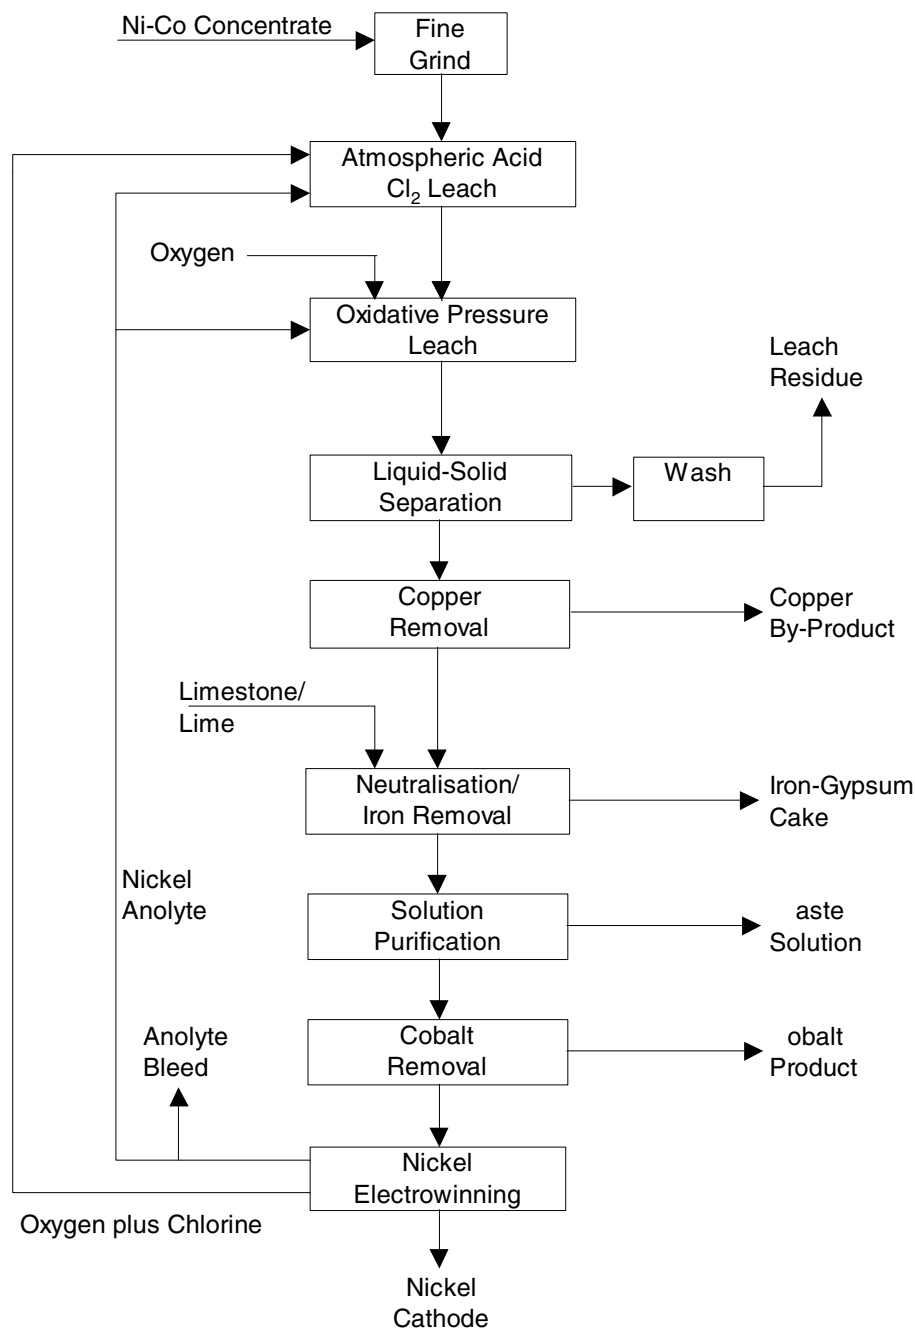 Ni-Co Concentrate
Fine
Grind
Atmospheric Acid
Cl₂ Leach
Oxygen
Oxidative Pressure
Leach
Leach
Residue
Liquid-Solid
Separation
Wash
Copper
Removal
Copper
By-Product
Limestone/
Lime
Neutralisation/
Iron Removal
Iron-Gypsum
Cake
Nickel
Anolyte
Solution
Purification
aste
Solution
Anolyte
Bleed
Cobalt
Removal
obalt
Product
Nickel
Electrowinning
Oxygen plus Chlorine
Nickel
Cathode